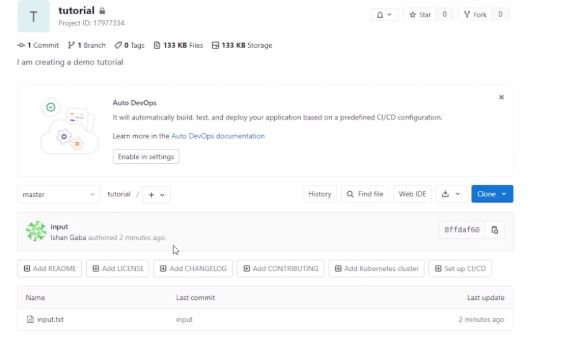 T tutorial
Project ID: 17977334
Star 0 Fork 0
1 Commit 1 Branch 0 Tags 133 KB Files 133 KB Storage
I am creating a demo tutorial
Auto DevOps
It will automatically build, test, and deploy your application based on a predefined CI/CD configuration.
Learn more in the Auto DevOps documentation
Enable in settings
master tutorial / + History Find file Web IDE Clone
input
Ishan Gaba authored 2 minutes ago
8ffdaf60
Add README Add LICENSE Add CHANGELOG Add CONTRIBUTING Add Kubernetes cluster Set up CI/CD
Name Last commit Last update
input.txt input 2 minutes ago